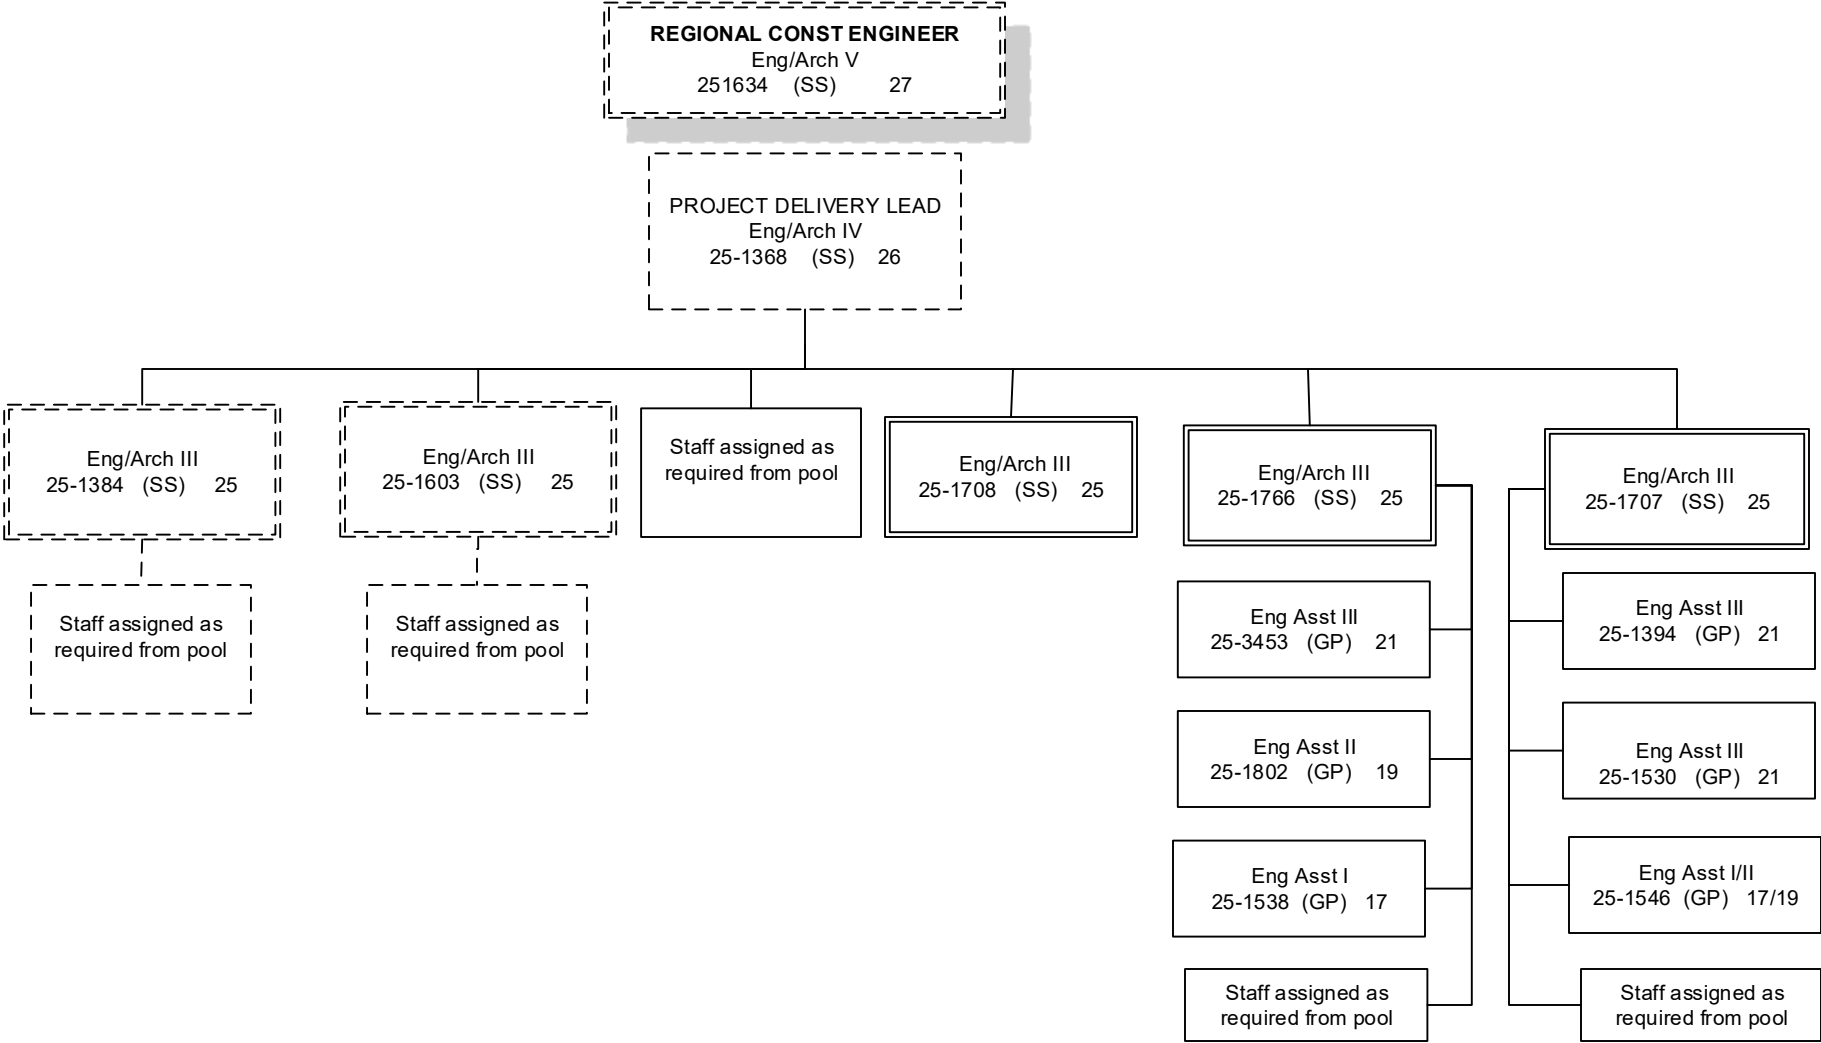 REGIONAL CONST ENGINEER
Eng/Arch V
251634 (SS) 27
PROJECT DELIVERY LEAD
Eng/Arch IV
25-1368 (SS) 26
Eng/Arch III
25-1384 (SS) 25
Staff assigned as
required from pool
Eng/Arch III
25-1603 (SS) 25
Staff assigned as
required from pool
Staff assigned as
required from pool
Eng/Arch III
25-1708 (SS) 25
Eng/Arch III
25-1766 (SS) 25
Eng Asst III
25-3453 (GP) 21
Eng Asst II
25-1802 (GP) 19
Eng Asst I
25-1538 (GP) 17
Staff assigned as
required from pool
Eng/Arch III
25-1707 (SS) 25
Eng Asst III
25-1394 (GP) 21
Eng Asst III
25-1530 (GP) 21
Eng Asst I/II
25-1546 (GP) 17/19
Staff assigned as
required from pool